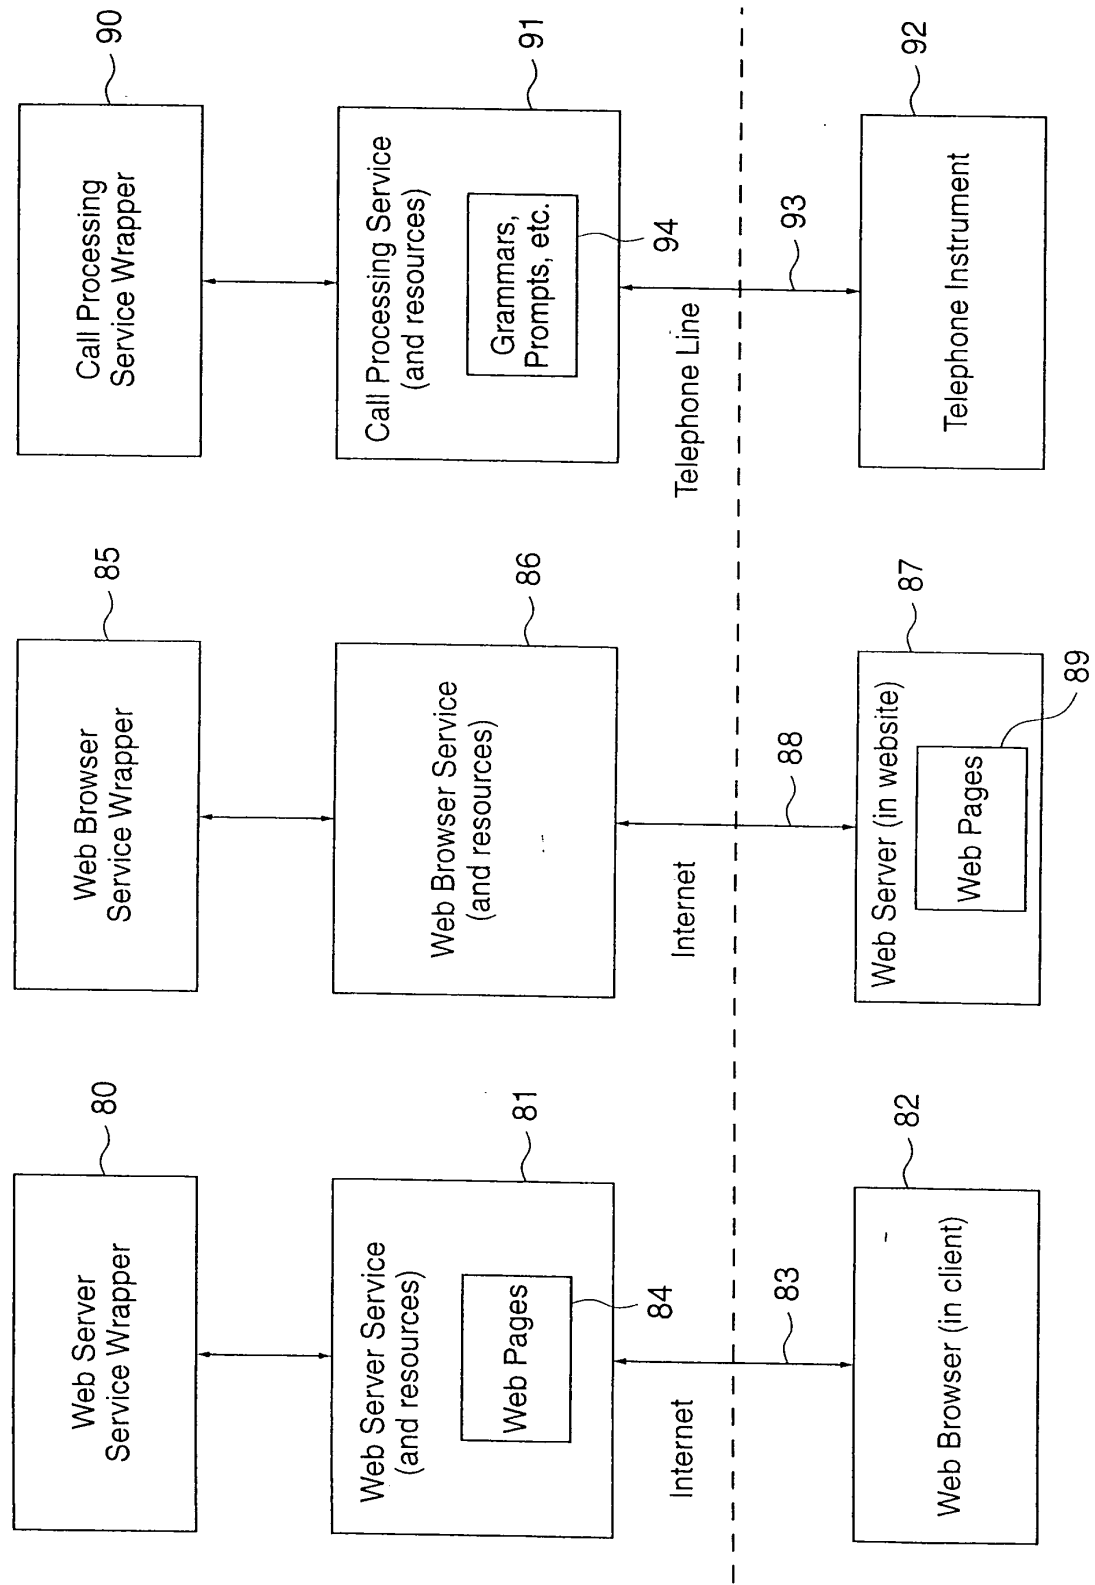 80
Web Server
Service Wrapper
81
Web Server Service
(and resources)
Web Pages
84
Internet
83
82
Web Browser (in client)
85
Web Browser
Service Wrapper
86
Web Browser Service
(and resources)
Internet
88
87
Web Server (in website)
Web Pages
89
90
Call Processing
Service Wrapper
91
Call Processing Service
(and resources)
Grammars,
Prompts, etc.
94
Telephone Line
93
92
Telephone Instrument